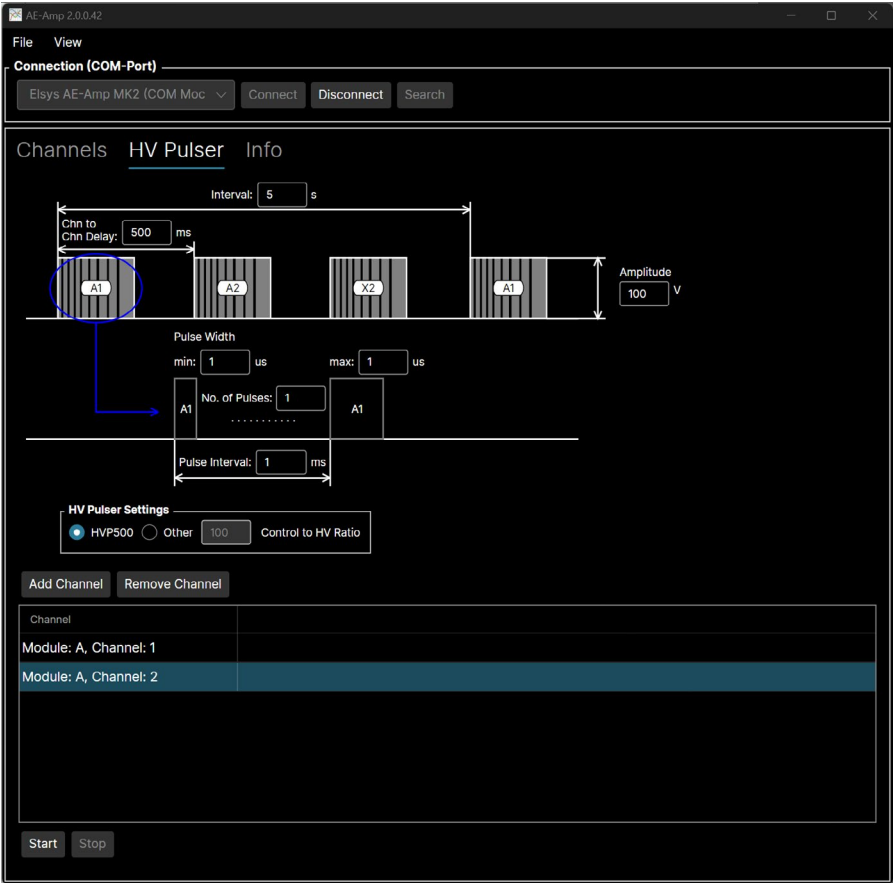 AE-Amp 2.0.0.42
File View
Connection (COM-Port)
Elsys AE-Amp MK2 (COM Moc Connect Disconnect Search
Channels HV Pulser Info
Interval: 5 s
Chn to
Chn Delay: 500 ms
A1 A2 X2 A1
Amplitude
100 V
Pulse Width
min: 1 us max: 1 us
No. of Pulses: 1
A1 ........... A1
Pulse Interval: 1 ms
HV Pulser Settings
HVP500 Other 100 Control to HV Ratio
Add Channel Remove Channel
Channel
Module: A, Channel: 1
Module: A, Channel: 2
Start Stop